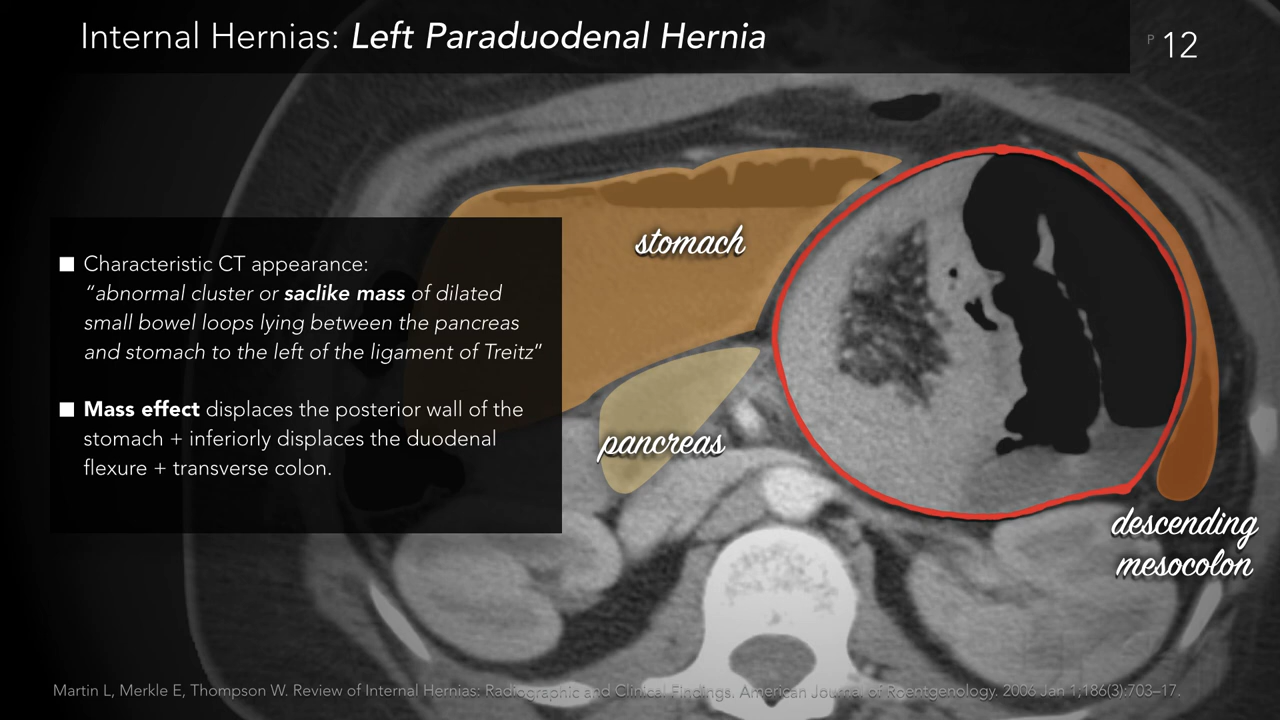 Internal Hernias: Left Paraduodenal Hernia
P 12
stomach
■ Characteristic CT appearance:
“abnormal cluster or saclike mass of dilated
small bowel loops lying between the pancreas
and stomach to the left of the ligament of Treitz”
■ Mass effect displaces the posterior wall of the
stomach + inferiorly displaces the duodenal
flexure + transverse colon.
pancreas
descending
mesocolon
Martin L, Merkle E, Thompson W. Review of Internal Hernias: Radiographic and Clinical Findings. American Journal of Roentgenology. 2006 Jan 1,186(3):703–17.